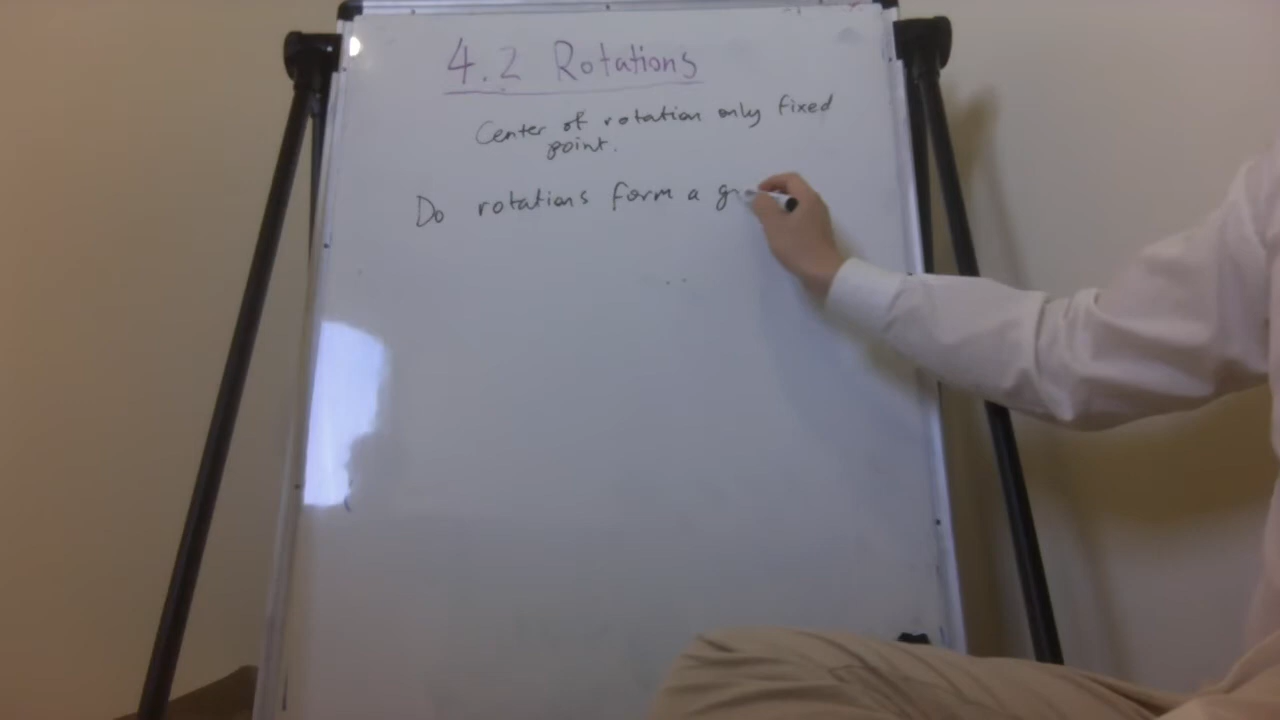 4.2 Rotations
Center of rotation only fixed
point.
Do rotations form a